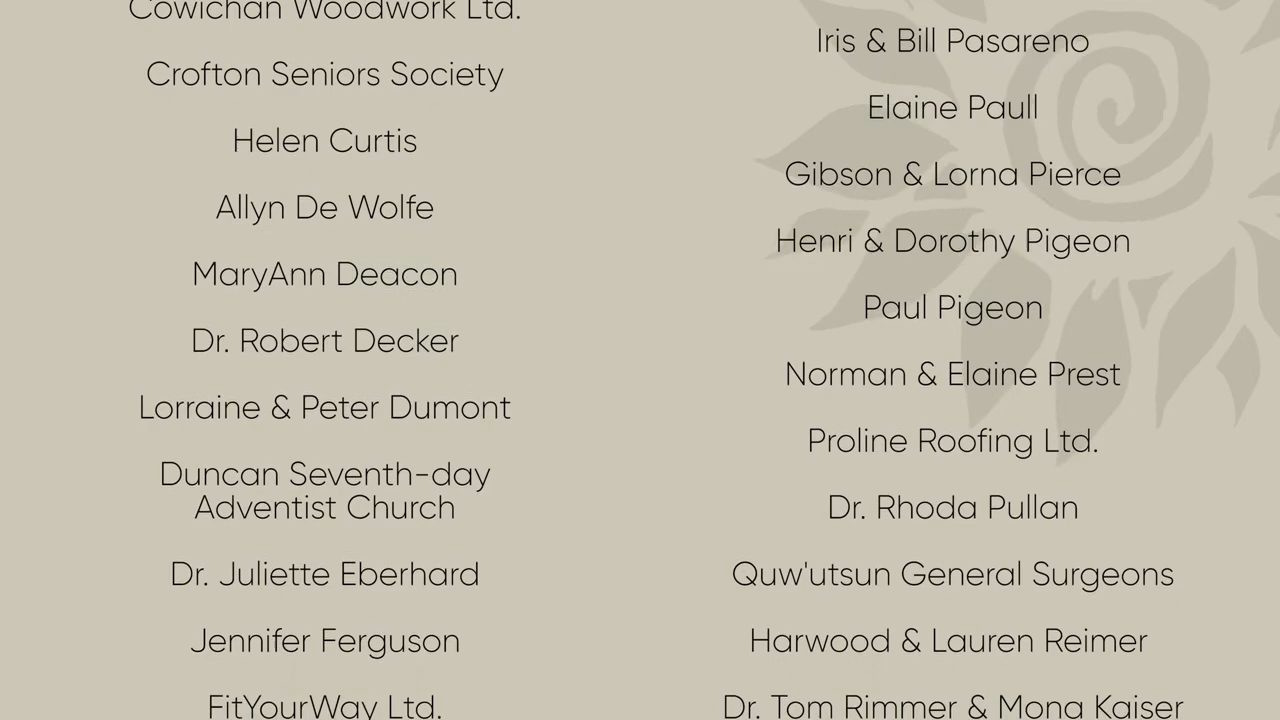 Cowichan Woodwork Ltd.
Crofton Seniors Society
Helen Curtis
Allyn De Wolfe
MaryAnn Deacon
Dr. Robert Decker
Lorraine & Peter Dumont
Duncan Seventh-day
Adventist Church
Dr. Juliette Eberhard
Jennifer Ferguson
FitYourWay Ltd.
Iris & Bill Pasareno
Elaine Paull
Gibson & Lorna Pierce
Henri & Dorothy Pigeon
Paul Pigeon
Norman & Elaine Prest
Proline Roofing Ltd.
Dr. Rhoda Pullan
Quw'utsun General Surgeons
Harwood & Lauren Reimer
Dr. Tom Rimmer & Mona Kaiser